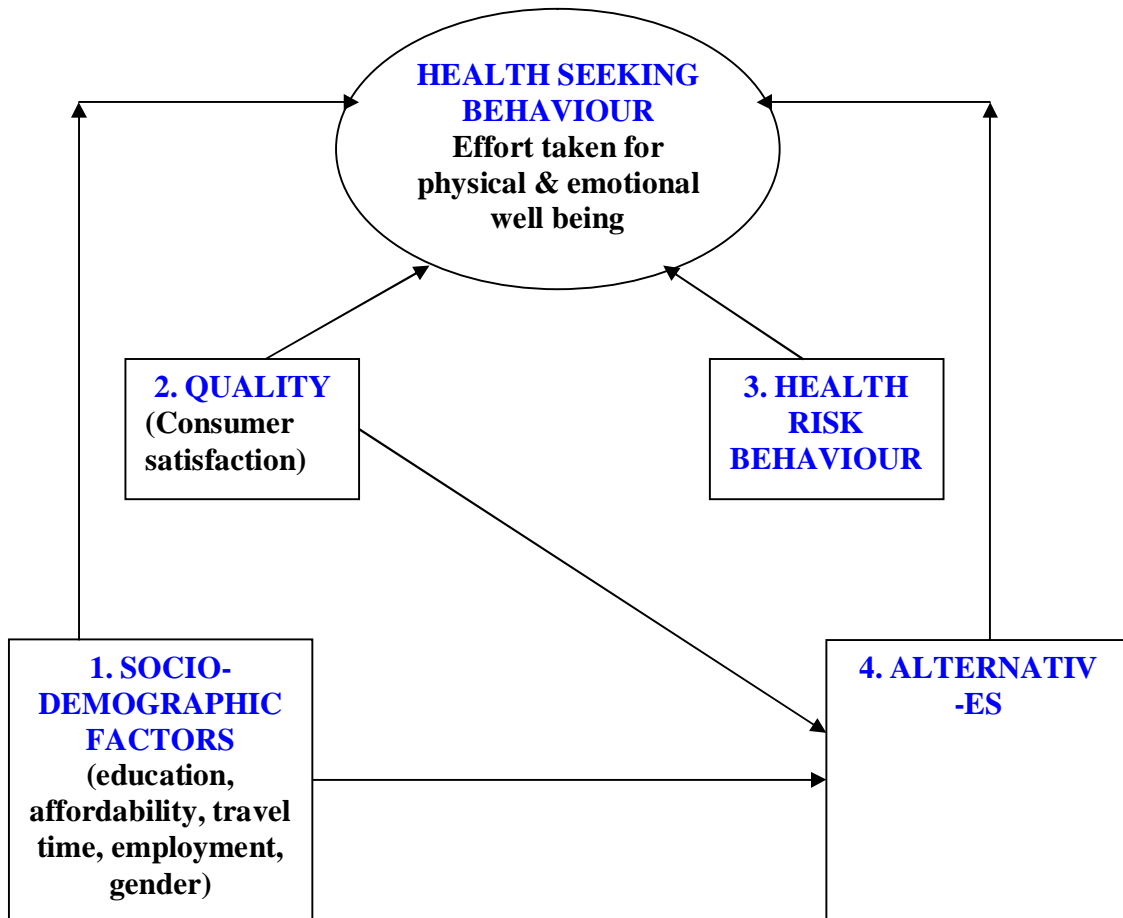 HEALTH SEEKING
BEHAVIOUR
Effort taken for
physical & emotional
well being
2. QUALITY
(Consumer
satisfaction)
3. HEALTH
RISK
BEHAVIOUR
1. SOCIO-
DEMOGRAPHIC
FACTORS
(education,
affordability, travel
time, employment,
gender)
4. ALTERNATIV
-ES